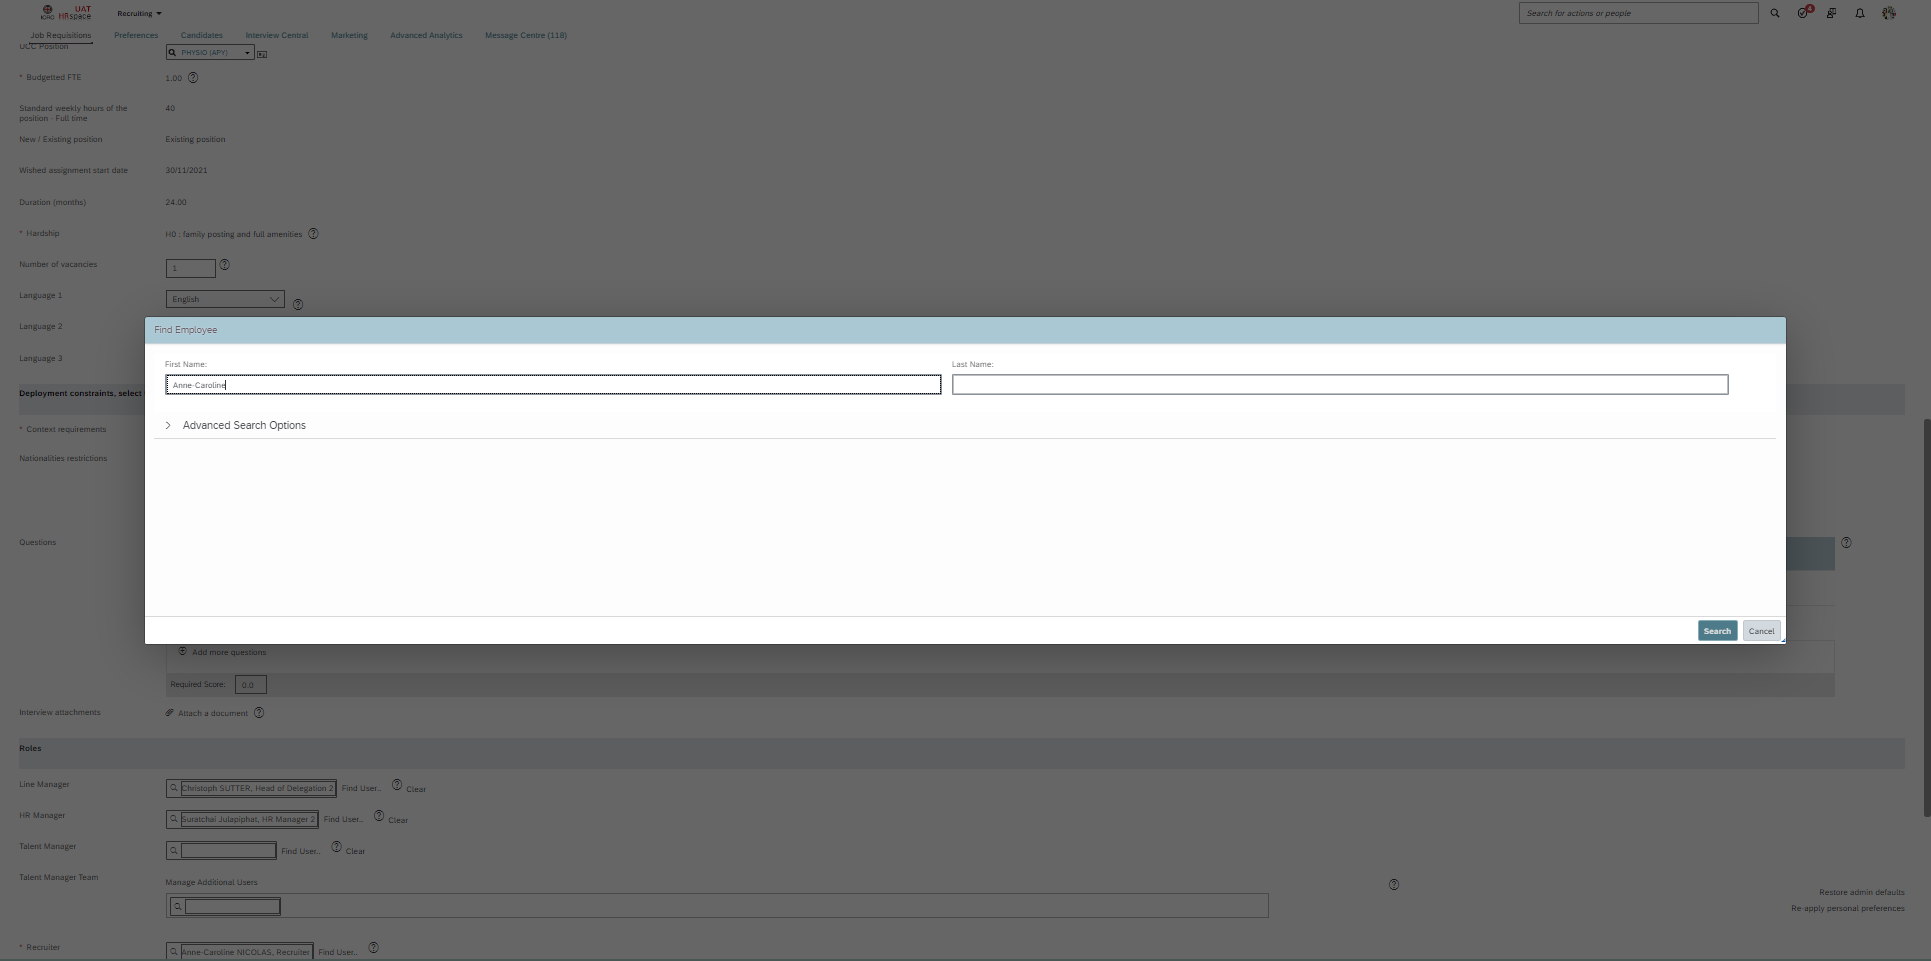 UAT
ICRC HRspace
Recruiting
Search for actions or people
4
Job Requisitions Preferences Candidates Interview Central Marketing Advanced Analytics Message Centre (118)
UCC Position PHYSIO (APY)
* Budgetted FTE 1.00
Standard weekly hours of the position - Full time 40
New / Existing position Existing position
Wished assignment start date 30/11/2021
Duration (months) 24.00
* Hardship H0 : family posting and full amenities
Number of vacancies 1
Language 1 English
Language 2
Language 3
Find Employee
First Name: Last Name:
Anne-Caroline
Advanced Search Options
Deployment constraints, select
* Context requirements
Nationalities restrictions
Questions
Search Cancel
Add more questions
Required Score: 0.0
Interview attachments Attach a document
Roles
Line Manager Christoph SUTTER, Head of Delegation 2 Find User.. Clear
HR Manager Suratchai Julapiphat, HR Manager 2 Find User.. Clear
Talent Manager Find User.. Clear
Talent Manager Team Manage Additional Users
Restore admin defaults
Re-apply personal preferences
* Recruiter Anne-Caroline NICOLAS, Recruiter Find User..